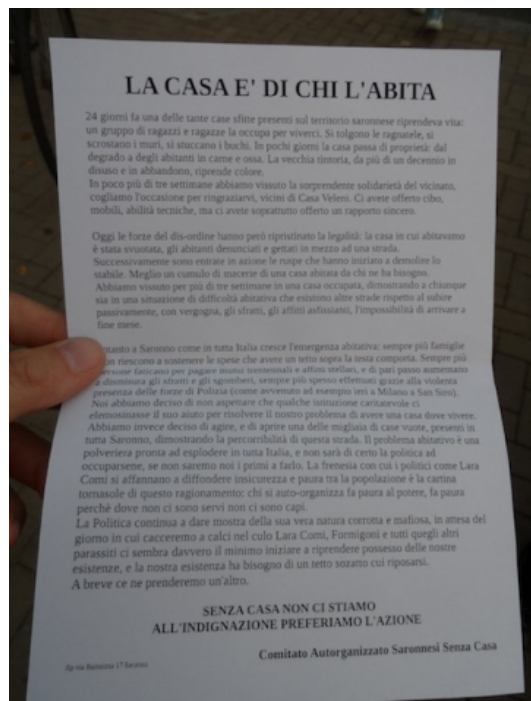 LA CASA E' DI CHI L'ABITA
24 giorni fa una delle tante case sfitte presenti sul territorio saronnese riprendeva vita:
un gruppo di ragazzi e ragazze la occupa per viverci. Si tolgono le ragnatele, si
scrostano i muri, si stuccano i buchi. In pochi giorni la casa passa di proprietà: dal
degrado a degli abitanti in carne e ossa. La vecchia tintoria, da più di un decennio in
disuso e in abbandono, riprende colore.
In poco più di tre settimane abbiamo vissuto la sorprendente solidarietà del vicinato,
cogliamo l'occasione per ringraziarvi, vicini di Casa Veleni. Ci avete offerto cibo,
mobili, abilità tecniche, ma ci avete soprattutto offerto un rapporto sincero.
Oggi le forze del dis-ordine hanno però ripristinato la legalità: la casa in cui abitavamo
è stata svuotata, gli abitanti denunciati e gettati in mezzo ad una strada.
Successivamente sono entrate in azione le ruspe che hanno iniziato a demolire lo
stabile. Meglio un cumulo di macerie di una casa abitata da chi ne ha bisogno.
Abbiamo vissuto per più di tre settimane in una casa occupata, dimostrando a chiunque
sia in una situazione di difficoltà abitativa che esistono altre strade rispetto al subire
passivamente, con vergogna, gli sfratti, gli affitti asfissianti, l'impossibilità di arrivare a
fine mese.
ntanto a Saronno come in tutta Italia cresce l'emergenza abitativa: sempre più famiglie
on riescono a sostenere le spese che avere un tetto sopra la testa comporta. Sempre più
persone faticano per pagare mutui trentennali e affitti stellari, e di pari passo aumentano
a dismisura gli sfratti e gli sgomberi, sempre più spesso effettuati grazie alla violenta
presenza delle forze di Polizia (come avvenuto ad esempio ieri a Milano a San Siro).
Noi abbiamo deciso di non aspettare che qualche istituzione caritatevole ci
elemosinasse il suo aiuto per risolvere il nostro problema di avere una casa dove vivere.
Abbiamo invece deciso di agire, e di aprire una delle migliaia di case vuote, presenti in
tutta Saronno, dimostrando la percorribilità di questa strada. Il problema abitativo è una
polveriera pronta ad esplodere in tutta Italia, e non sarà di certo la politica ad
occuparsene, se non saremo noi i primi a farlo. La frenesia con cui i politici come Lara
Comi si affannano a diffondere insicurezza e paura tra la popolazione è la cartina
tornasole di questo ragionamento: chi si auto-organizza fa paura al potere, fa paura
perchè dove non ci sono servi non ci sono capi.
La Politica continua a dare mostra della sua vera natura corrotta e mafiosa, in attesa del
giorno in cui cacceremo a calci nel culo Lara Comi, Formigoni e tutti quegli altri
parassiti ci sembra davvero il minimo iniziare a riprendere possesso delle nostre
esistenze, e la nostra esistenza ha bisogno di un tetto sotto cui riposarsi.
A breve ce ne prenderemo un'altro.
SENZA CASA NON CI STIAMO
ALL'INDIGNAZIONE PREFERIAMO L'AZIONE
Comitato Autorganizzato Saronnesi Senza Casa
17 Saronno